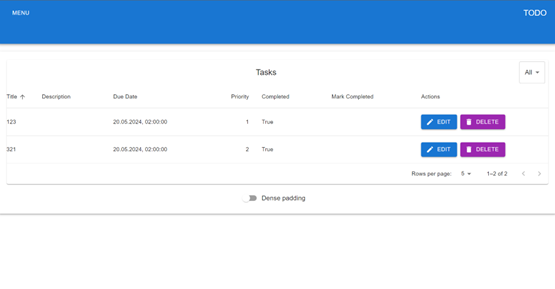 MENU TODO
Tasks All
Title Description Due Date Priority Completed Mark Completed Actions
123 20.05.2024, 02:00:00 1 True EDIT DELETE
321 20.05.2024, 02:00:00 2 True EDIT DELETE
Rows per page: 5 1–2 of 2
Dense padding